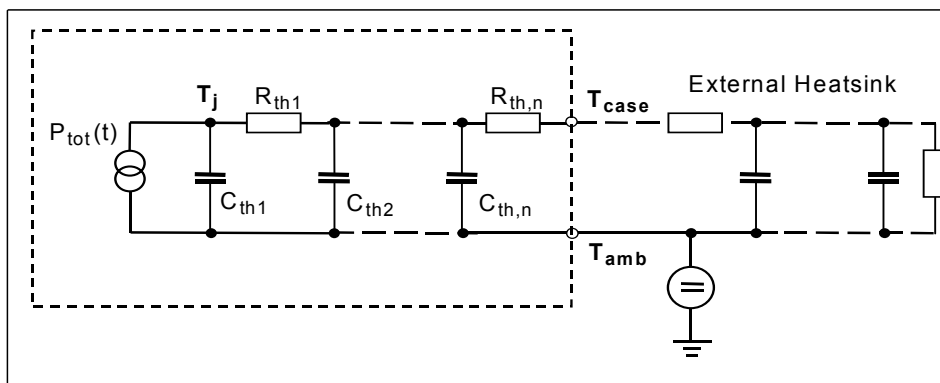 External Heatsink
T_j
R_th1
R_th,n
T_case
P_tot(t)
C_th1
C_th2
C_th,n
T_amb